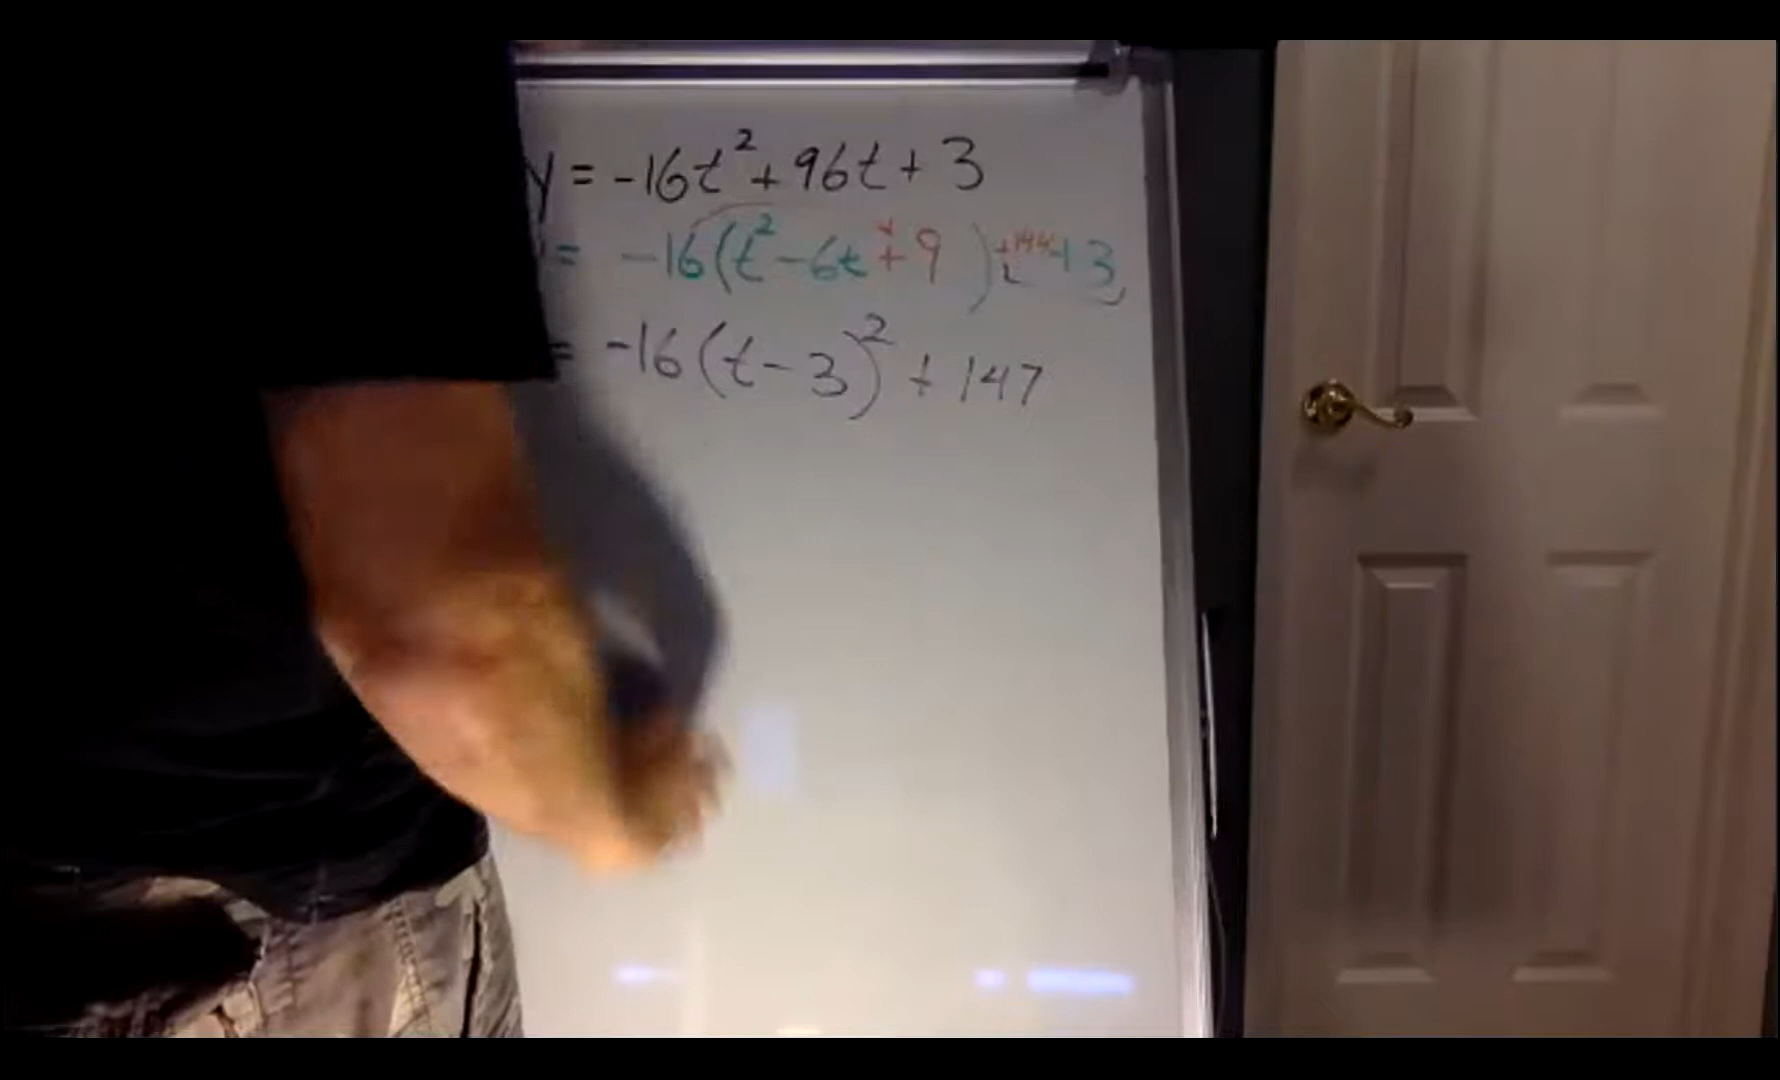 y = -16t² + 96t + 3
= -16(t² - 6t + 9 ) + 144 + 3
= -16(t - 3)² + 147